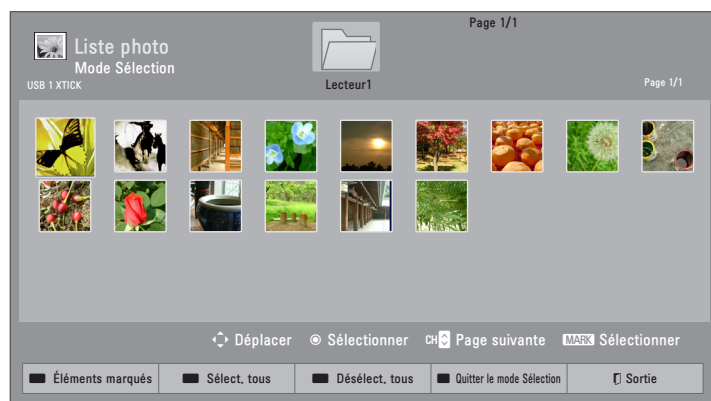 Page 1/1
Liste photo
Mode Sélection
USB 1 XTICK
Lecteur1
Page 1/1
Déplacer
Sélectionner
CH Page suivante
MARK Sélectionner
Éléments marqués
Sélect. tous
Désélect. tous
Quitter le mode Sélection
Sortie